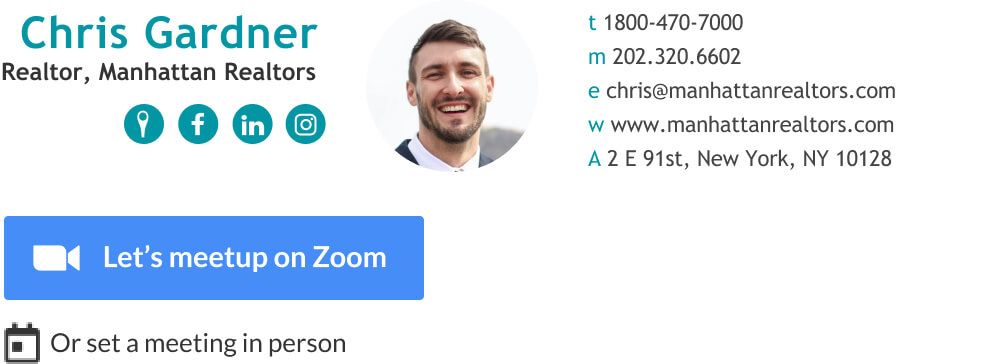 Chris Gardner
Realtor, Manhattan Realtors
t 1800-470-7000
m 202.320.6602
e chris@manhattanrealtors.com
w www.manhattanrealtors.com
A 2 E 91st, New York, NY 10128
Let’s meetup on Zoom
Or set a meeting in person